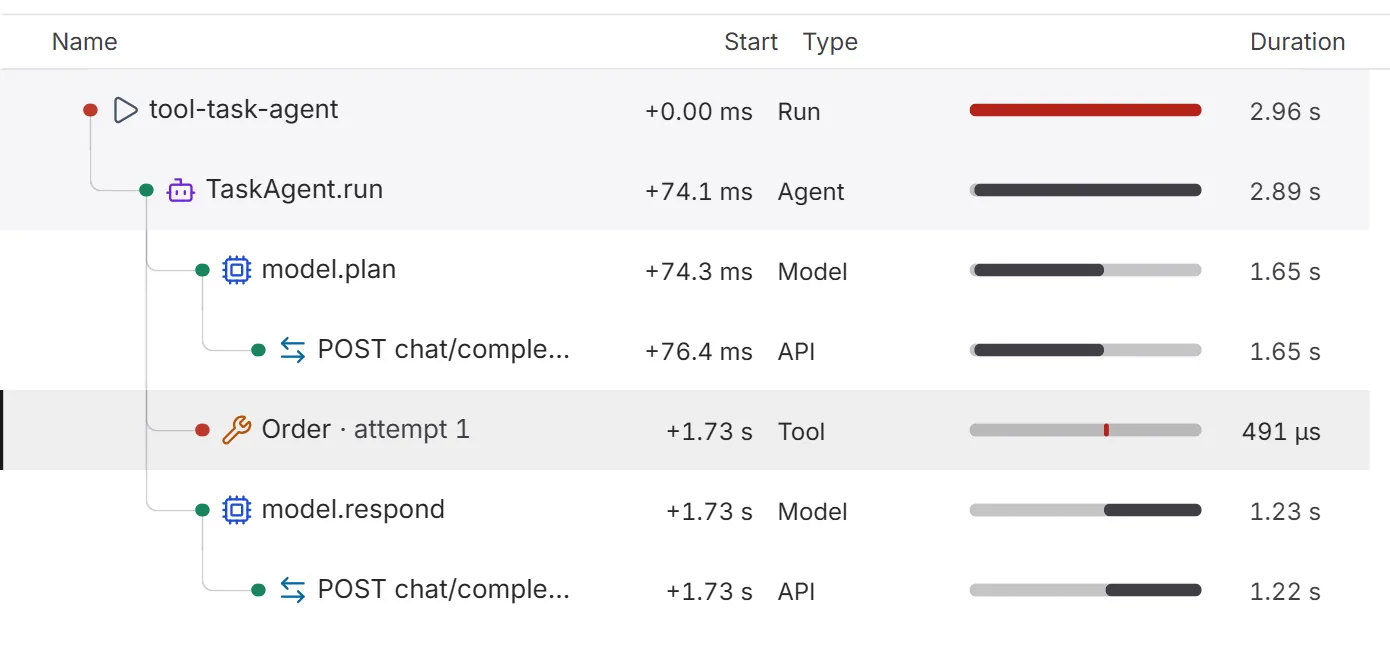 Name Start Type Duration
tool-task-agent +0.00 ms Run 2.96 s
TaskAgent.run +74.1 ms Agent 2.89 s
model.plan +74.3 ms Model 1.65 s
POST chat/comple... +76.4 ms API 1.65 s
Order · attempt 1 +1.73 s Tool 491 µs
model.respond +1.73 s Model 1.23 s
POST chat/comple... +1.73 s API 1.22 s